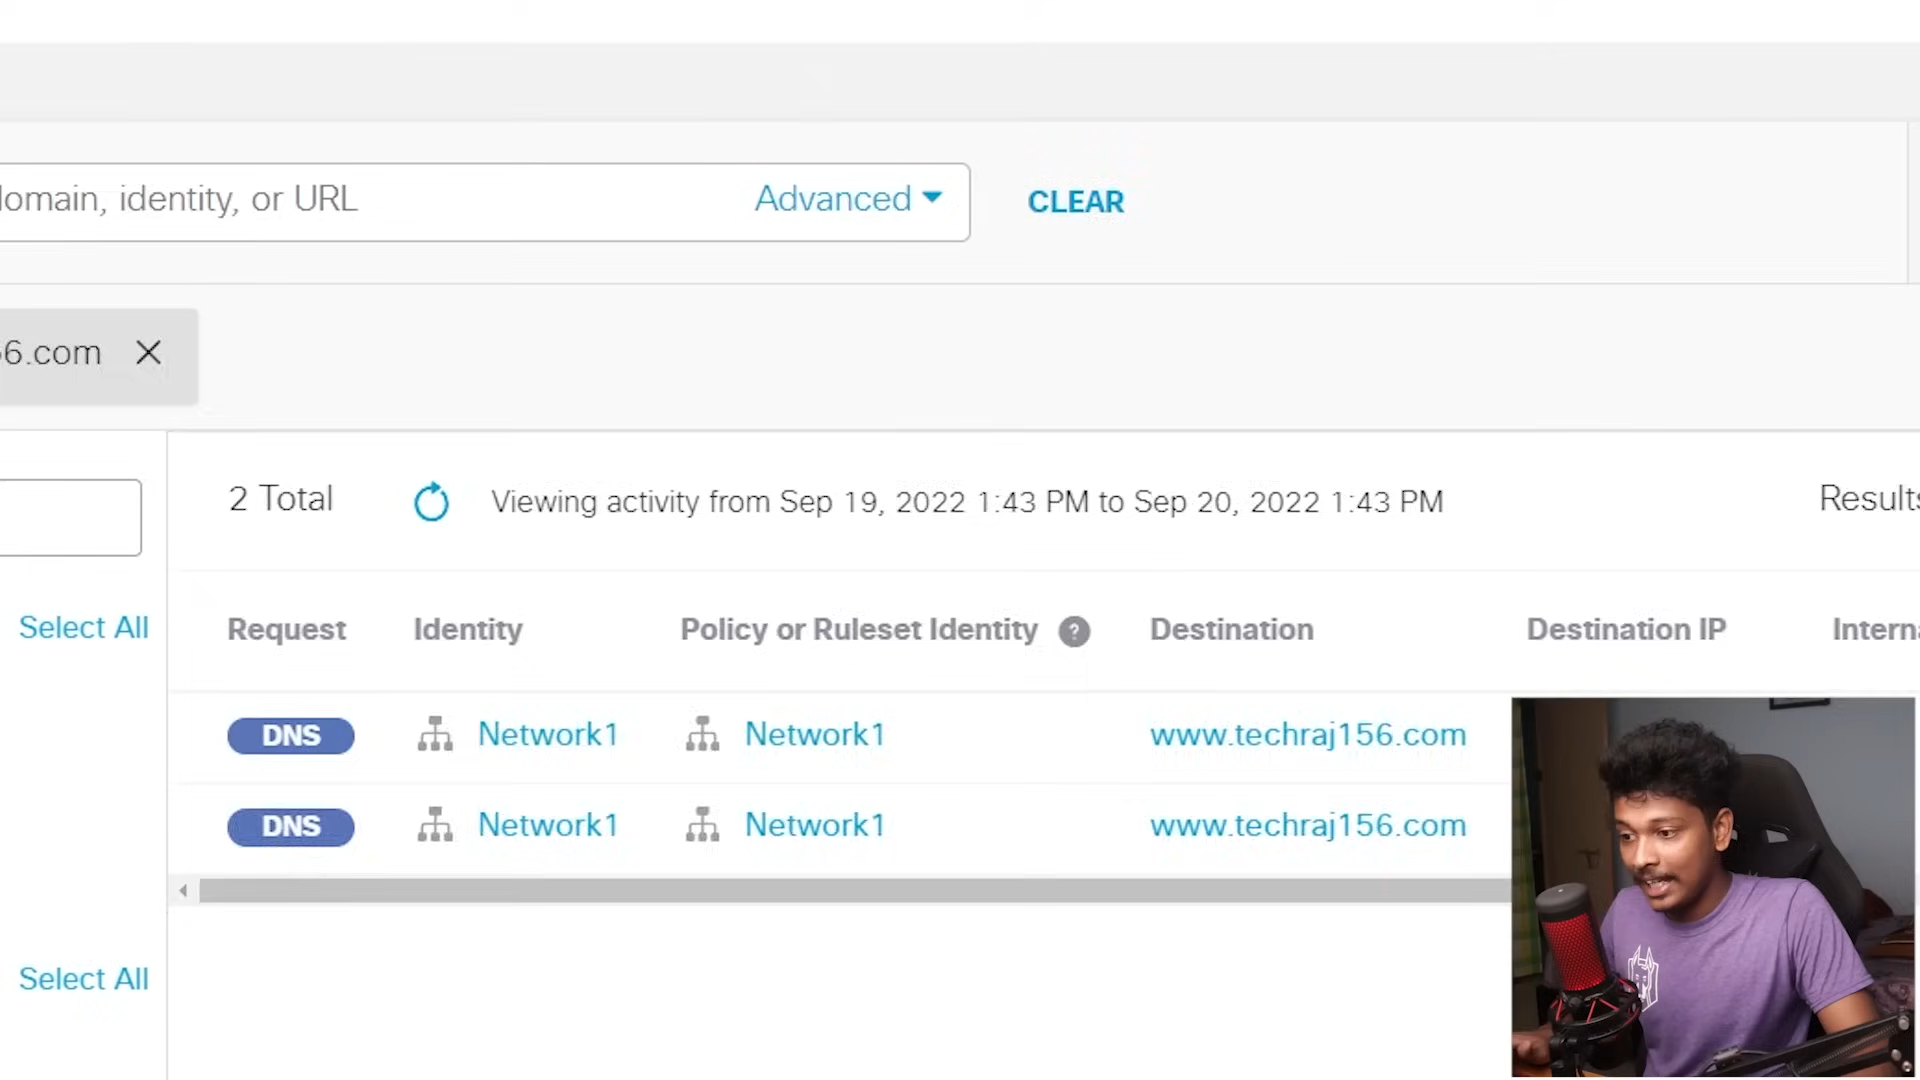 domain, identity, or URL Advanced CLEAR
56.com
2 Total Viewing activity from Sep 19, 2022 1:43 PM to Sep 20, 2022 1:43 PM Results
Select All Request Identity Policy or Ruleset Identity ? Destination Destination IP Interna
DNS Network1 Network1 www.techraj156.com
DNS Network1 Network1 www.techraj156.com
Select All